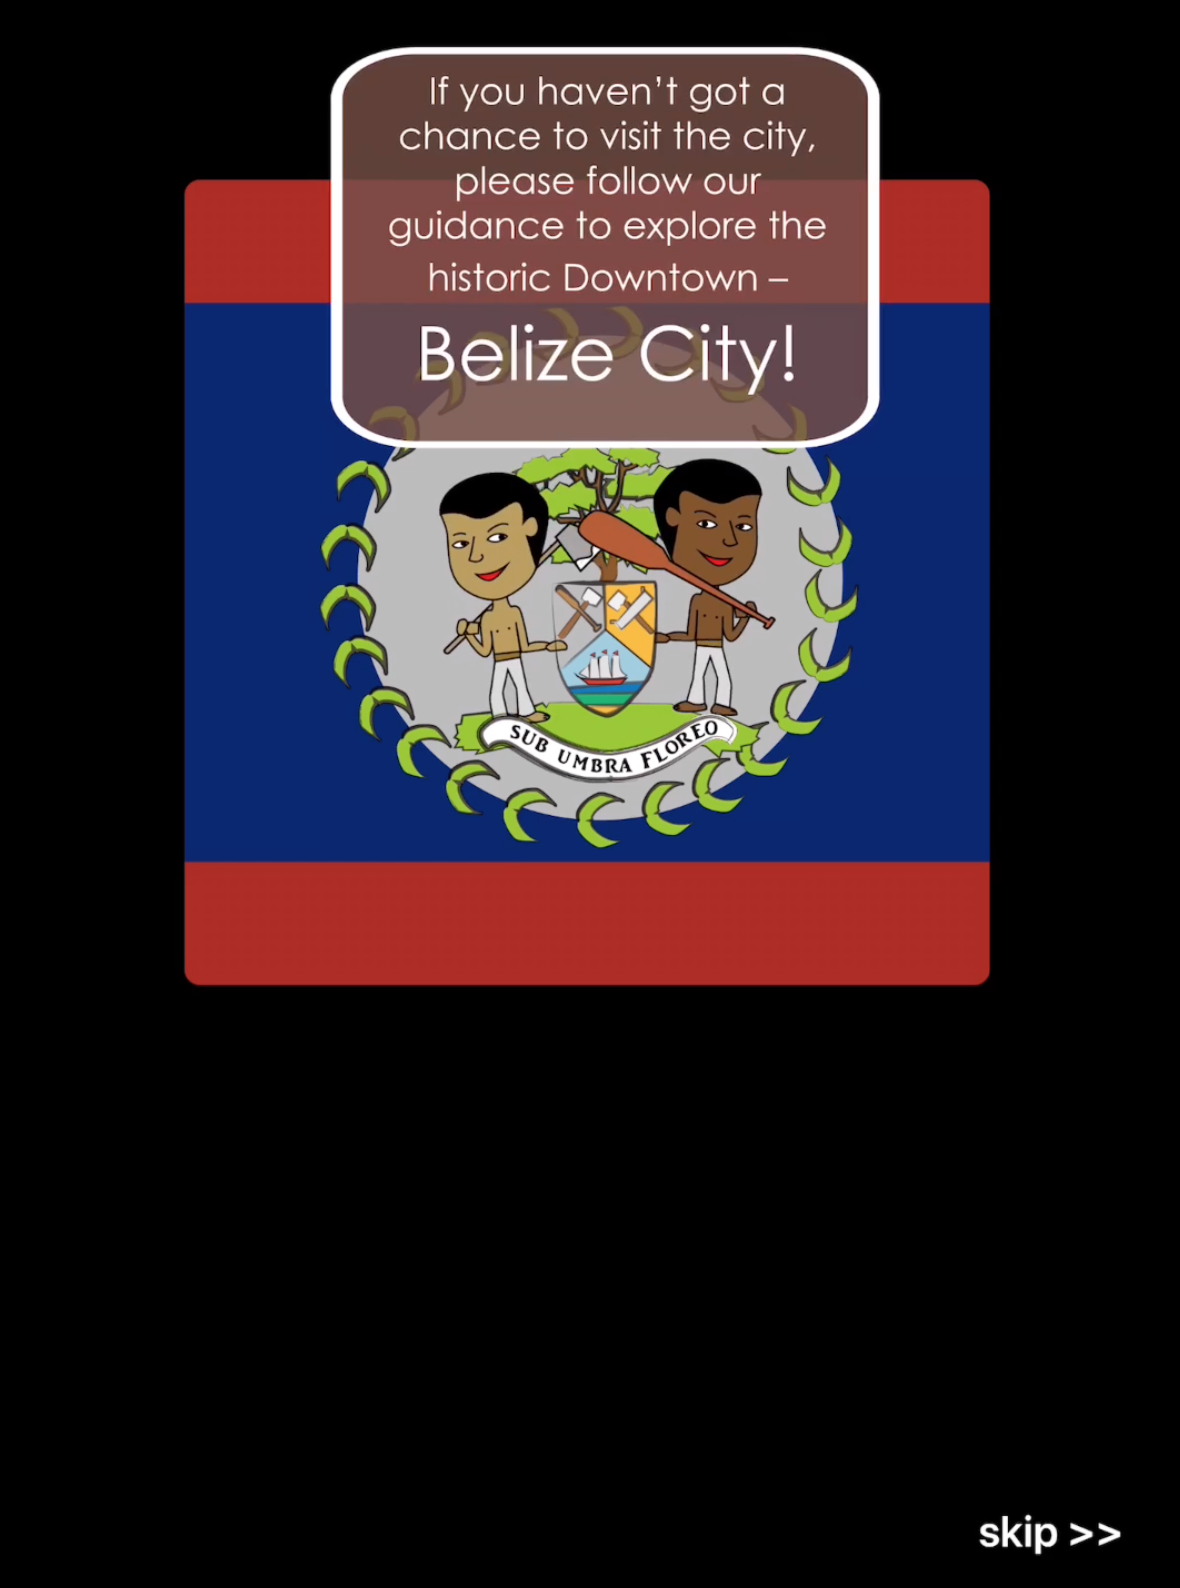 If you haven’t got a
chance to visit the city,
please follow our
guidance to explore the
historic Downtown –
Belize City!
SUB UMBRA FLOREO
skip >>